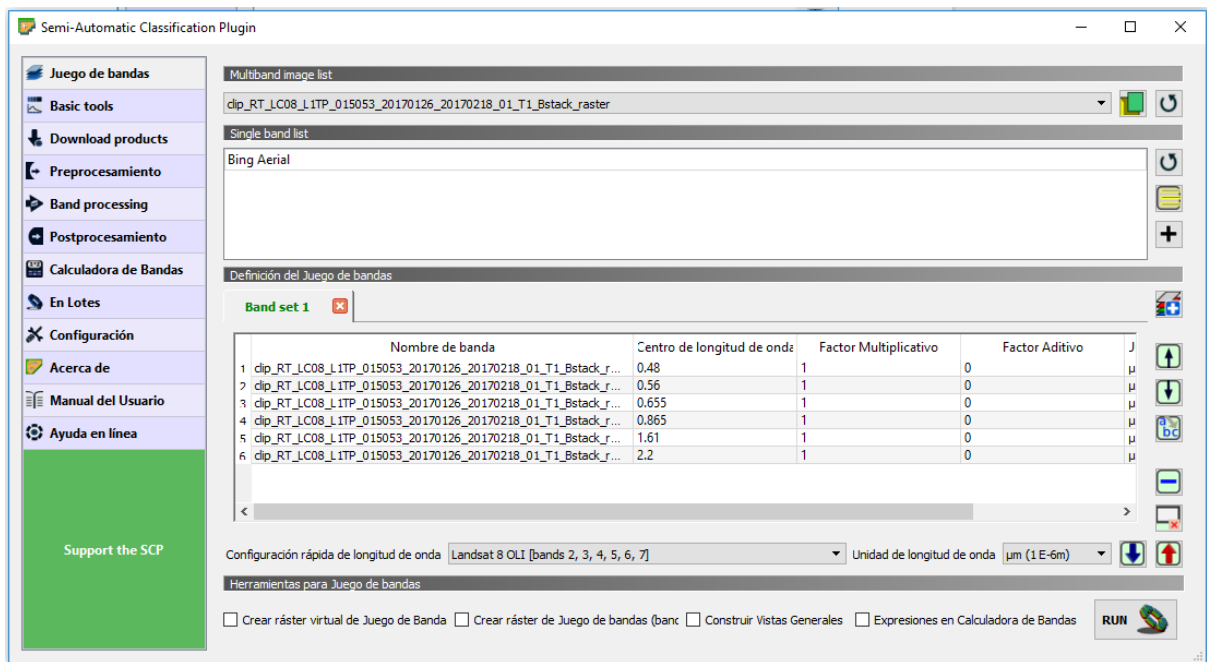 Semi-Automatic Classification Plugin
Juego de bandas
Basic tools
Download products
Preprocesamiento
Band processing
Postprocesamiento
Calculadora de Bandas
En Lotes
Configuración
Acerca de
Manual del Usuario
Ayuda en línea
Support the SCP
Multiband image list
clip_RT_LC08_L1TP_015053_20170126_20170218_01_T1_Bstack_raster
Single band list
Bing Aerial
Definición del Juego de bandas
Band set 1
Nombre de banda Centro de longitud de onda Factor Multiplicativo Factor Aditivo J
1 clip_RT_LC08_L1TP_015053_20170126_20170218_01_T1_Bstack_r... 0.48 1 0 µ
2 clip_RT_LC08_L1TP_015053_20170126_20170218_01_T1_Bstack_r... 0.56 1 0 µ
3 clip_RT_LC08_L1TP_015053_20170126_20170218_01_T1_Bstack_r... 0.655 1 0 µ
4 clip_RT_LC08_L1TP_015053_20170126_20170218_01_T1_Bstack_r... 0.865 1 0 µ
5 clip_RT_LC08_L1TP_015053_20170126_20170218_01_T1_Bstack_r... 1.61 1 0 µ
6 clip_RT_LC08_L1TP_015053_20170126_20170218_01_T1_Bstack_r... 2.2 1 0 µ
Configuración rápida de longitud de onda Landsat 8 OLI [bands 2, 3, 4, 5, 6, 7] Unidad de longitud de onda µm (1 E-6m)
Herramientas para Juego de bandas
Crear ráster virtual de Juego de Banda Crear ráster de Juego de bandas (banc Construir Vistas Generales Expresiones en Calculadora de Bandas RUN